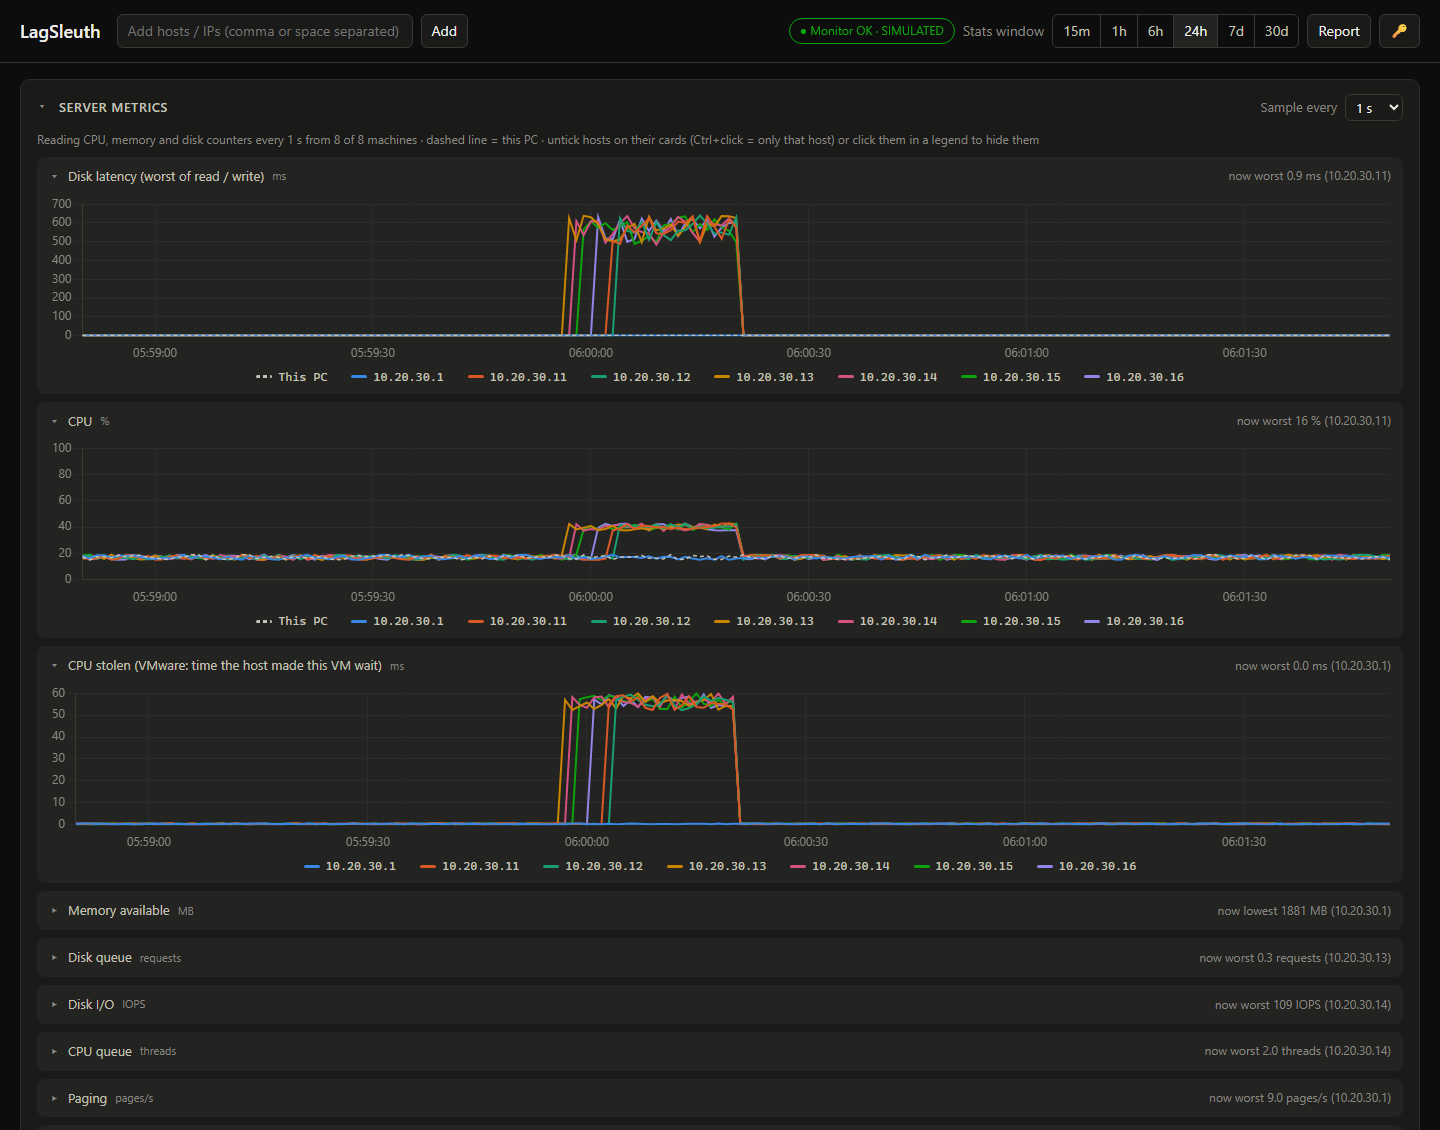 LagSleuth
Add hosts / IPs (comma or space separated)
Add
● Monitor OK · SIMULATED
Stats window
15m 1h 6h 24h 7d 30d
Report
SERVER METRICS
Sample every 1 s
Reading CPU, memory and disk counters every 1 s from 8 of 8 machines · dashed line = this PC · untick hosts on their cards (Ctrl+click = only that host) or click them in a legend to hide them
Disk latency (worst of read / write) ms
now worst 0.9 ms (10.20.30.11)
700
600
500
400
300
200
100
0
05:59:00 05:59:30 06:00:00 06:00:30 06:01:00 06:01:30
This PC 10.20.30.1 10.20.30.11 10.20.30.12 10.20.30.13 10.20.30.14 10.20.30.15 10.20.30.16
CPU %
now worst 16 % (10.20.30.11)
100
80
60
40
20
0
05:59:00 05:59:30 06:00:00 06:00:30 06:01:00 06:01:30
This PC 10.20.30.1 10.20.30.11 10.20.30.12 10.20.30.13 10.20.30.14 10.20.30.15 10.20.30.16
CPU stolen (VMware: time the host made this VM wait) ms
now worst 0.0 ms (10.20.30.1)
60
50
40
30
20
10
0
05:59:00 05:59:30 06:00:00 06:00:30 06:01:00 06:01:30
10.20.30.1 10.20.30.11 10.20.30.12 10.20.30.13 10.20.30.14 10.20.30.15 10.20.30.16
Memory available MB
now lowest 1881 MB (10.20.30.1)
Disk queue requests
now worst 0.3 requests (10.20.30.13)
Disk I/O IOPS
now worst 109 IOPS (10.20.30.14)
CPU queue threads
now worst 2.0 threads (10.20.30.14)
Paging pages/s
now worst 9.0 pages/s (10.20.30.1)